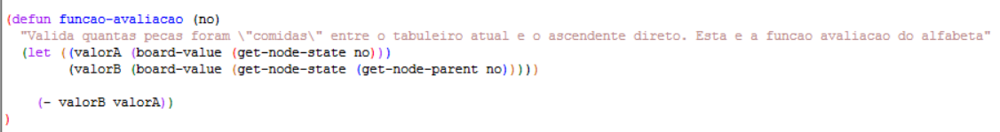 (defun funcao-avaliacao (no)
"Valida quantas pecas foram \"comidas\" entre o tabuleiro atual e o ascendente direto. Esta e a funcao avaliacao do alfabeta"
(let ((valorA (board-value (get-node-state no)))
(valorB (board-value (get-node-state (get-node-parent no)))))
(- valorB valorA))
)